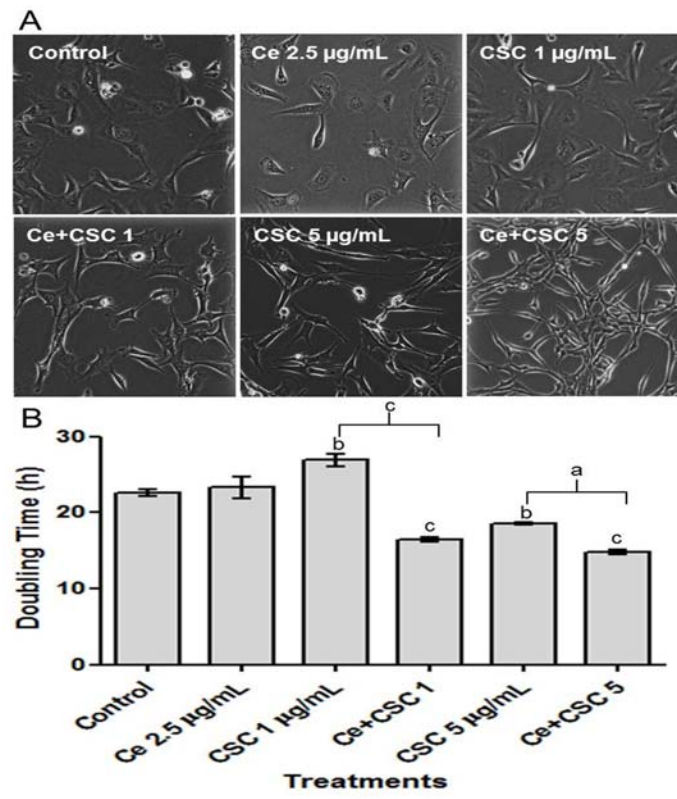 A
Control
Ce 2.5 µg/mL
CSC 1 µg/mL
Ce+CSC 1
CSC 5 µg/mL
Ce+CSC 5
B
c
b
a
b
c
c
30
20
10
0
Doubling Time (h)
Control
Ce 2.5 µg/mL
CSC 1 µg/mL
Ce+CSC 1
CSC 5 µg/mL
Ce+CSC 5
Treatments